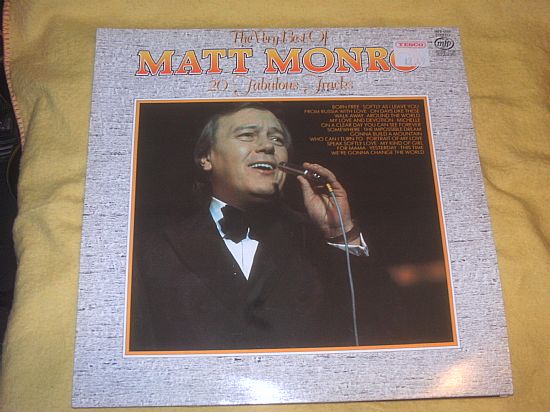 The Very Best Of
MATT MONRO
20 Fabulous Tracks
TESCO
mfp
BORN FREE · SOFTLY AS I LEAVE YOU
FROM RUSSIA WITH LOVE · ON DAYS LIKE THESE
WALK AWAY · AROUND THE WORLD
MY LOVE AND DEVOTION · MICHELLE
ON A CLEAR DAY YOU CAN SEE FOREVER
SOMEWHERE · THE IMPOSSIBLE DREAM
GONNA BUILD A MOUNTAIN
WHO CAN I TURN TO · PORTRAIT OF MY LOVE
SPEAK SOFTLY LOVE · MY KIND OF GIRL
FOR MAMA · YESTERDAY · THIS TIME
WE'RE GONNA CHANGE THE WORLD